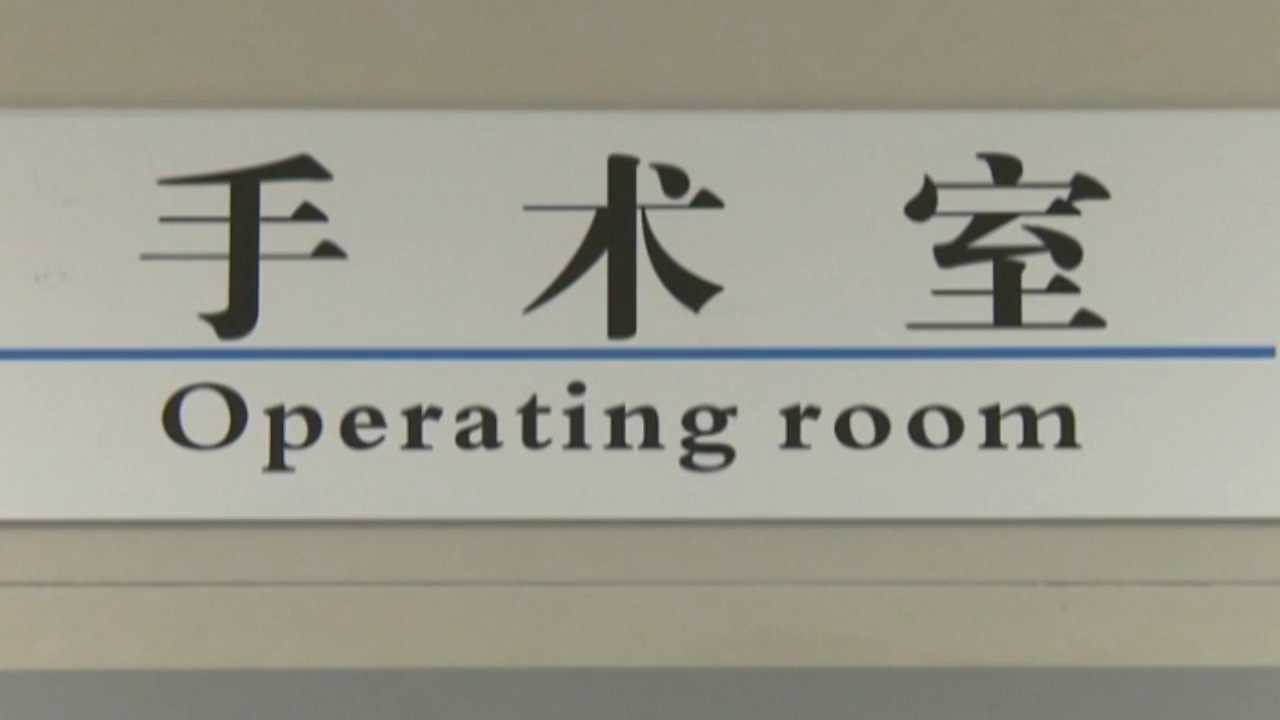 手术室
Operating room